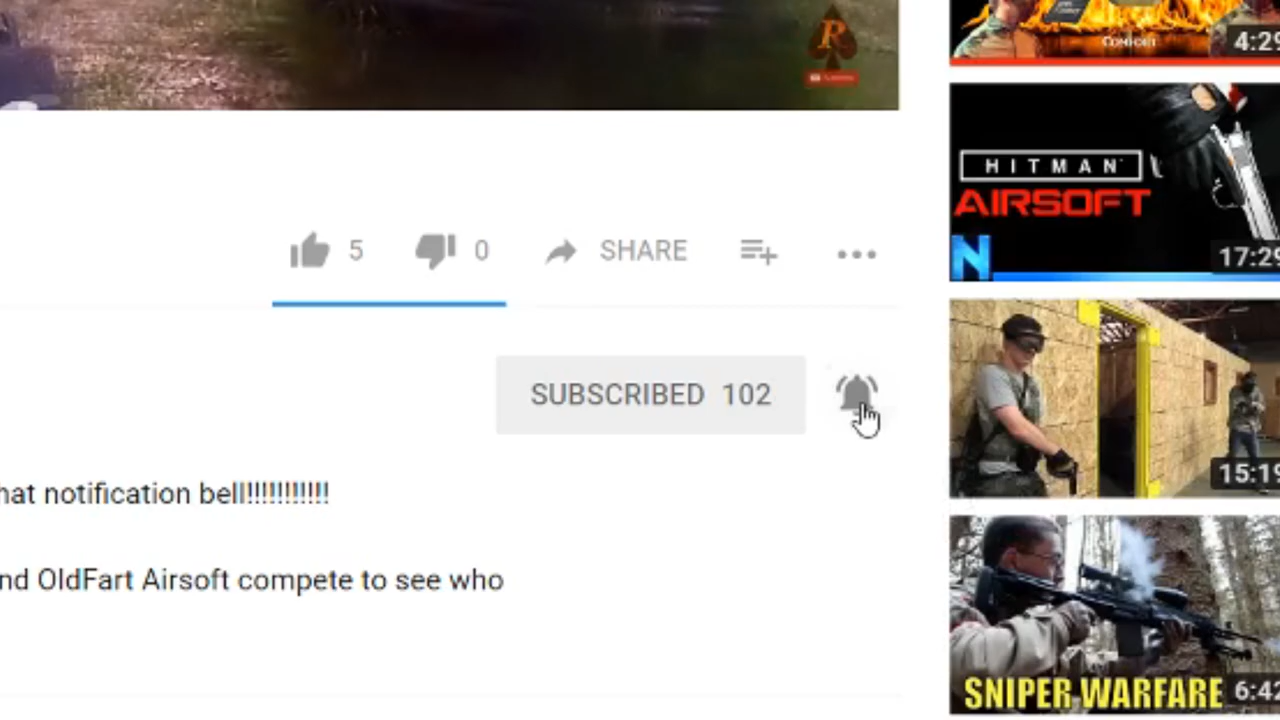 R
Comfort
4:29
HITMAN
AIRSOFT
N
17:29
5
0
SHARE
SUBSCRIBED 102
hat notification bell!!!!!!!!!!!
15:19
nd OldFart Airsoft compete to see who
SNIPER WARFARE
6:42